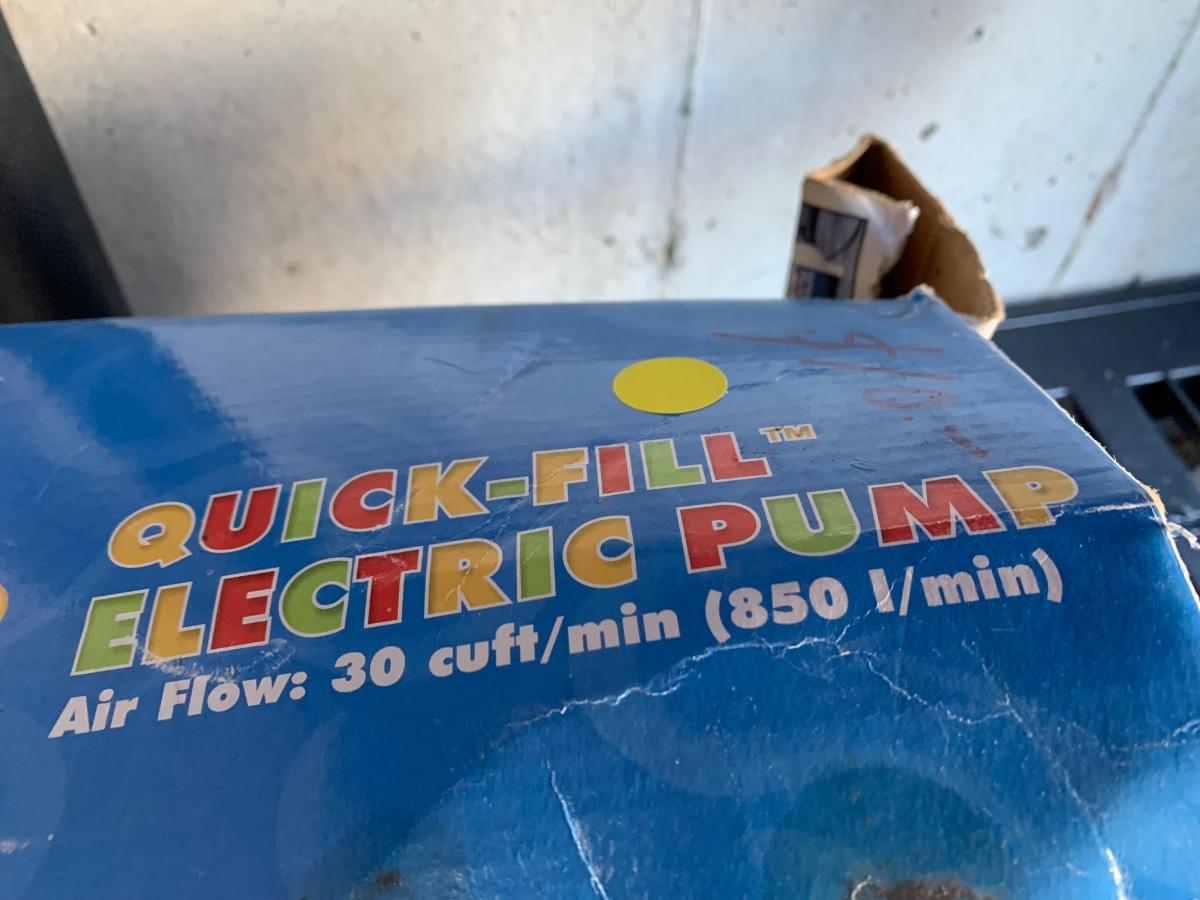 QUICK-FILL™
ELECTRIC PUMP
Air Flow: 30 cuft/min (850 l/min)